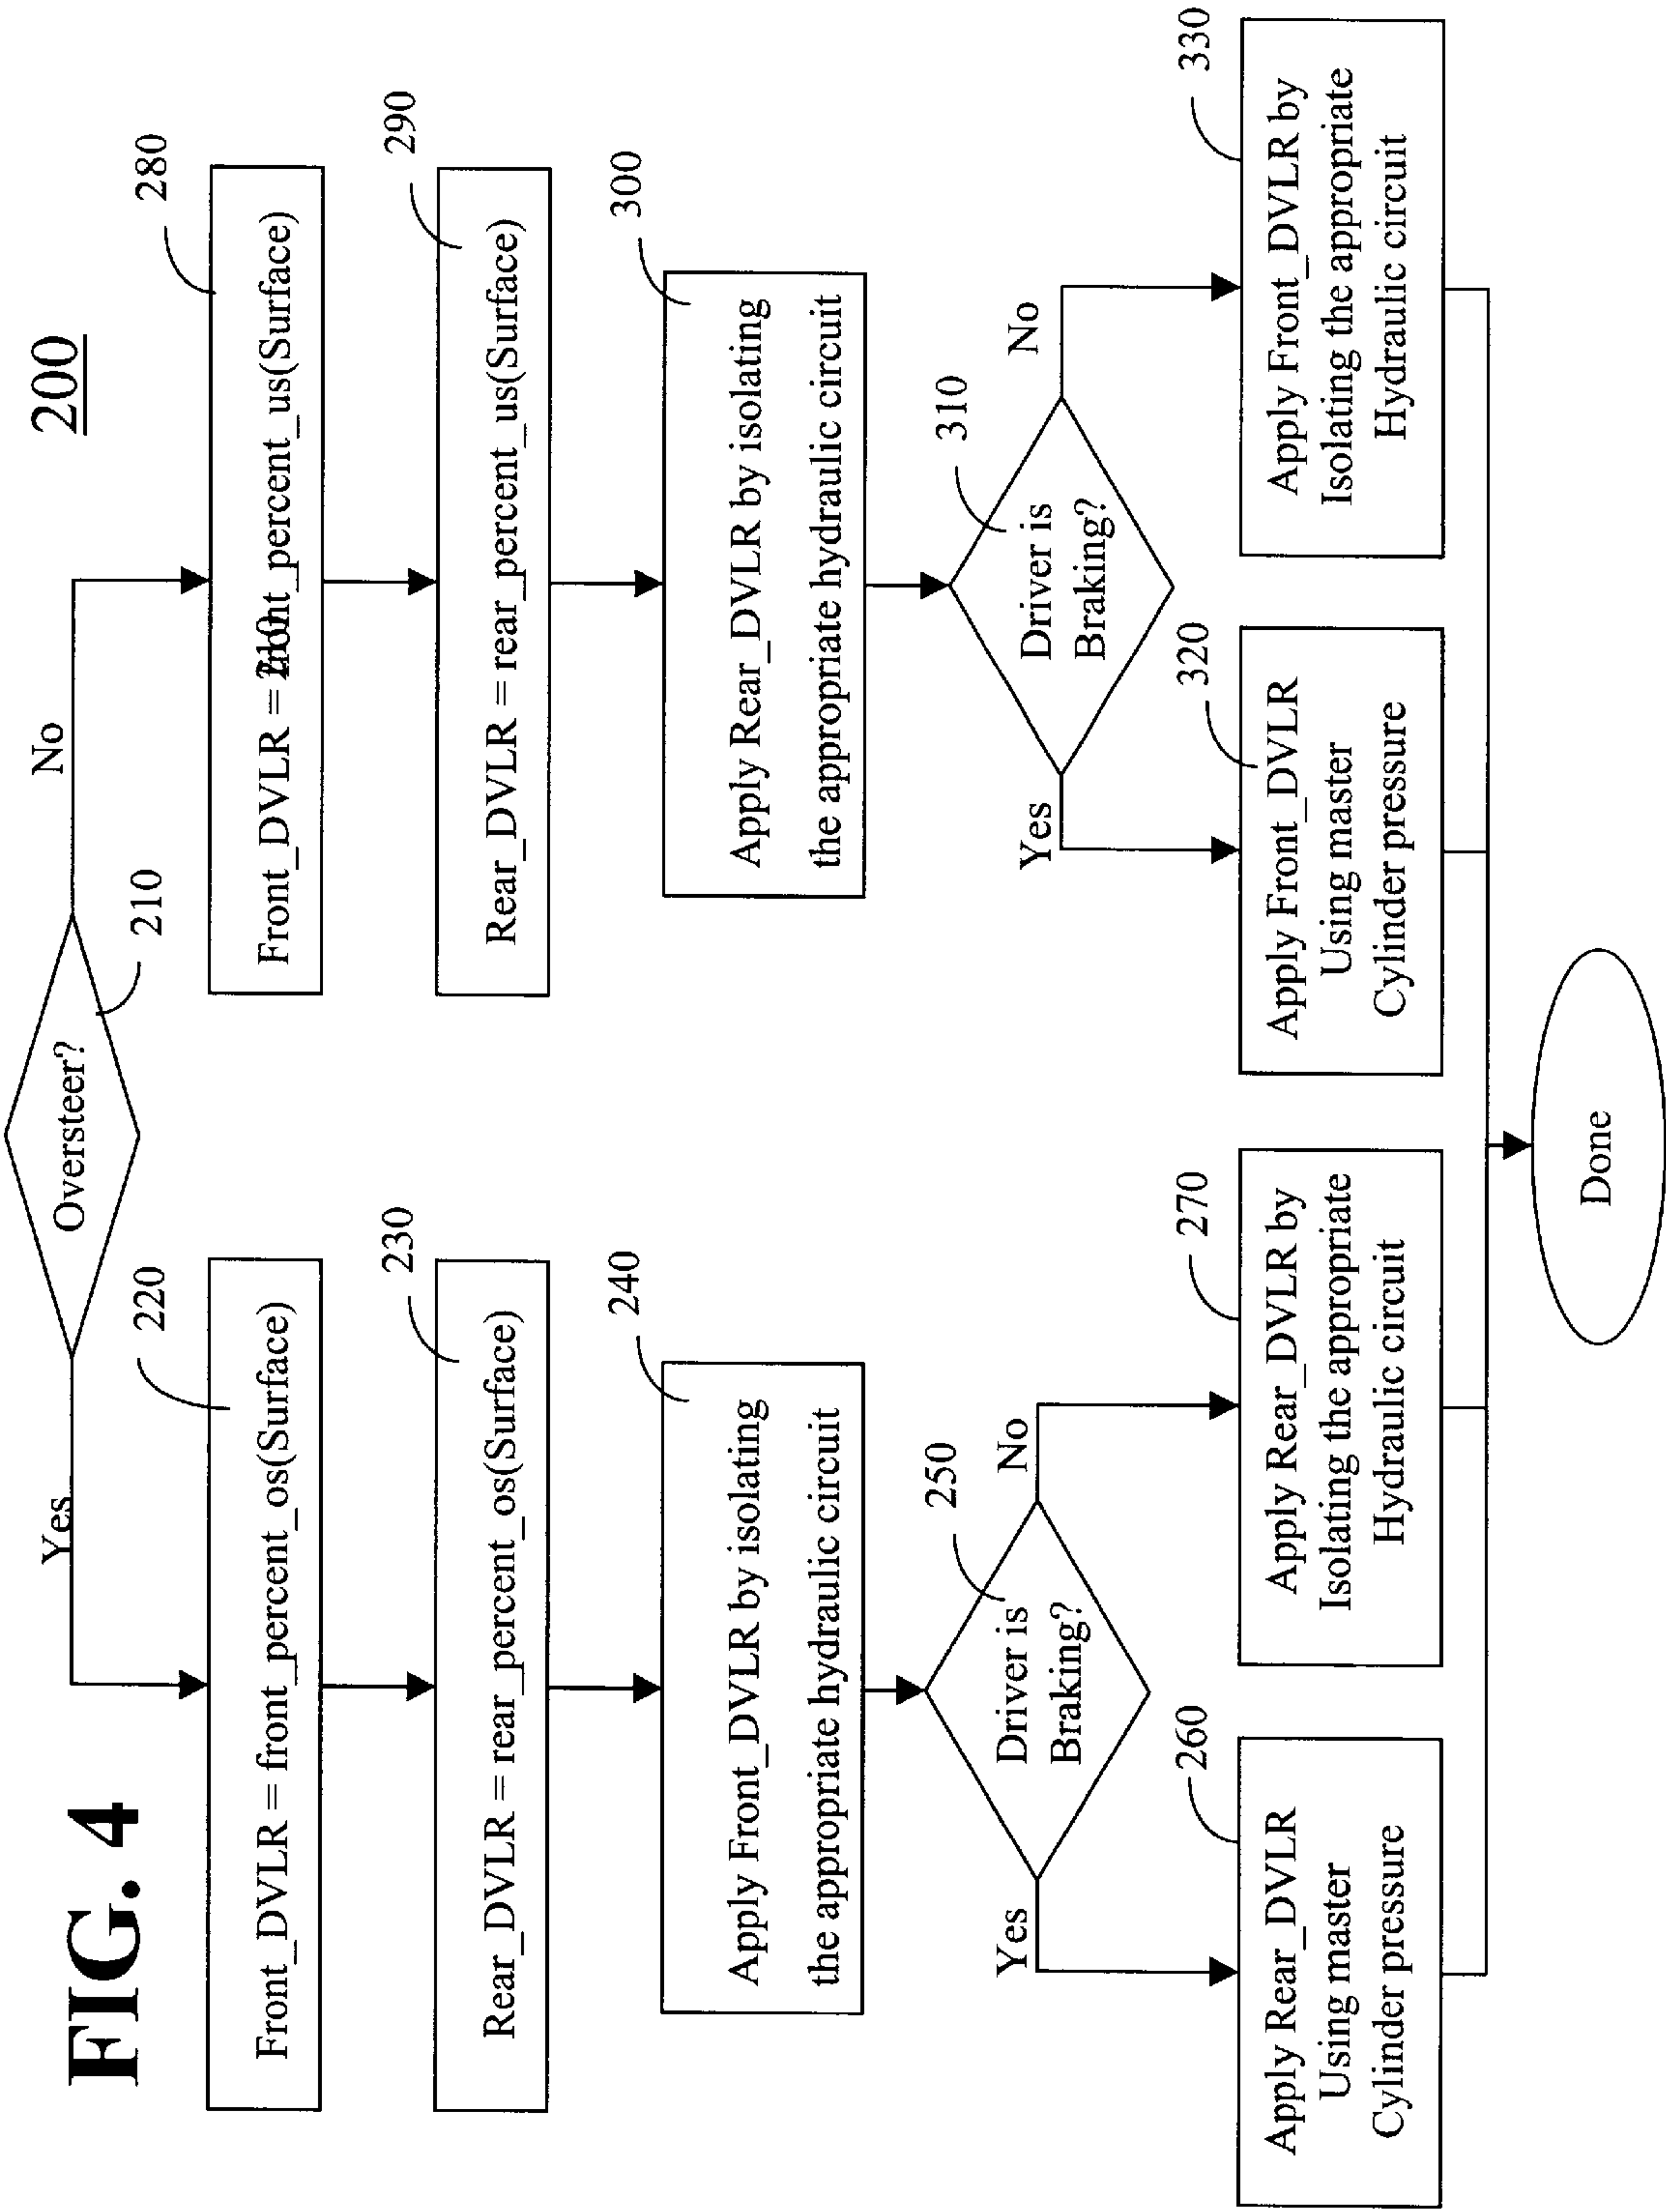 FIG. 4
200
Oversteer?
210
Yes
No
220
Front_DVLR = front_percent_os(Surface)
230
Rear_DVLR = rear_percent_os(Surface)
240
Apply Front_DVLR by isolating
the appropriate hydraulic circuit
250
Driver is
Braking?
Yes
No
260
Apply Rear_DVLR
Using master
Cylinder pressure
270
Apply Rear_DVLR by
Isolating the appropriate
Hydraulic circuit
280
Front_DVLR = front_percent_us(Surface)
210
290
Rear_DVLR = rear_percent_us(Surface)
300
Apply Rear_DVLR by isolating
the appropriate hydraulic circuit
310
Driver is
Braking?
Yes
No
320
Apply Front_DVLR
Using master
Cylinder pressure
330
Apply Front_DVLR by
Isolating the appropriate
Hydraulic circuit
Done